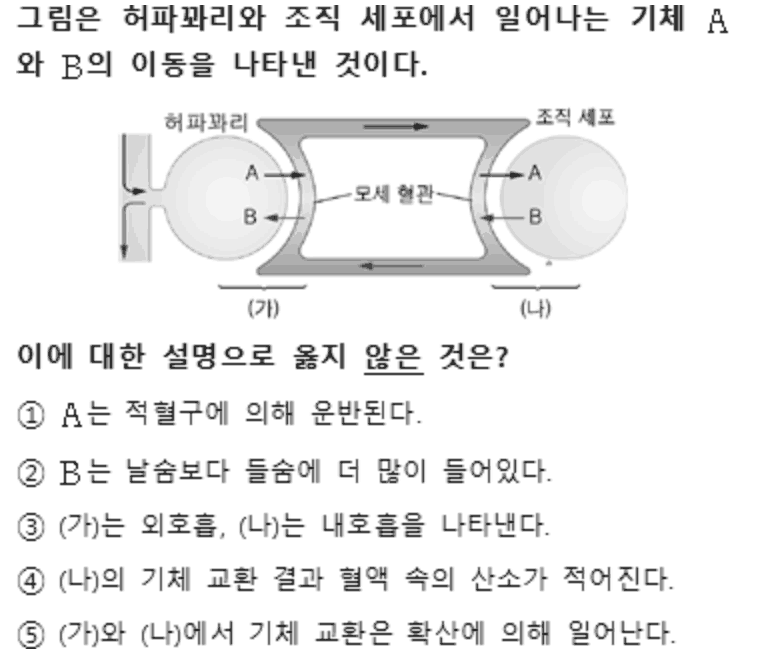 그림은 허파꽈리와 조직 세포에서 일어나는 기체 A
와 B의 이동을 나타낸 것이다.
허파꽈리
조직 세포
A
A
모세 혈관
B
B
(가)
(나)
이에 대한 설명으로 옳지 않은 것은?
① A는 적혈구에 의해 운반된다.
② B는 날숨보다 들숨에 더 많이 들어있다.
③ (가)는 외호흡, (나)는 내호흡을 나타낸다.
④ (나)의 기체 교환 결과 혈액 속의 산소가 적어진다.
⑤ (가)와 (나)에서 기체 교환은 확산에 의해 일어난다.